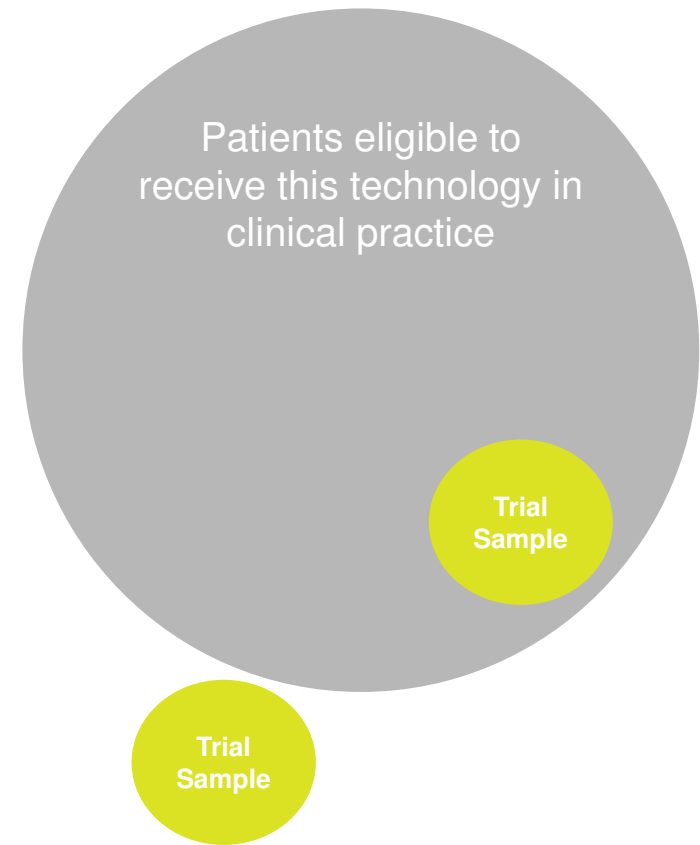 Patients eligible to
receive this technology in
clinical practice
Trial
Sample
Trial
Sample